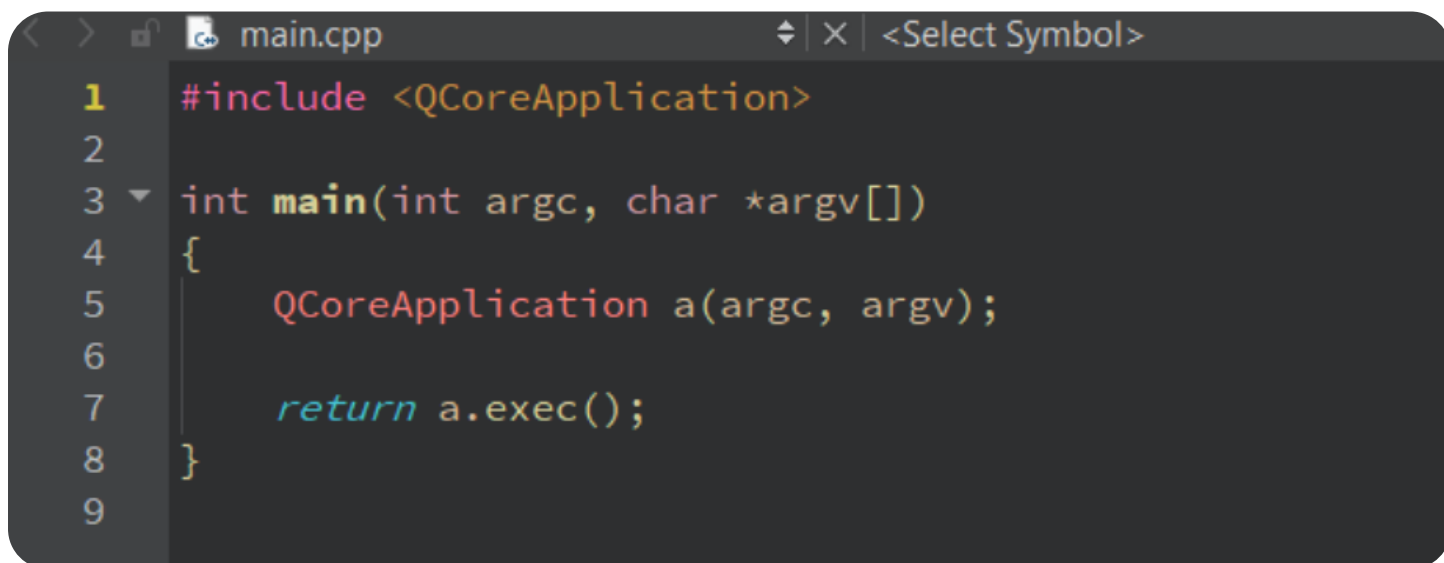 main.cpp <Select Symbol>
1 #include <QCoreApplication>
2
3 int main(int argc, char *argv[])
4 {
5 QCoreApplication a(argc, argv);
6
7 return a.exec();
8 }
9